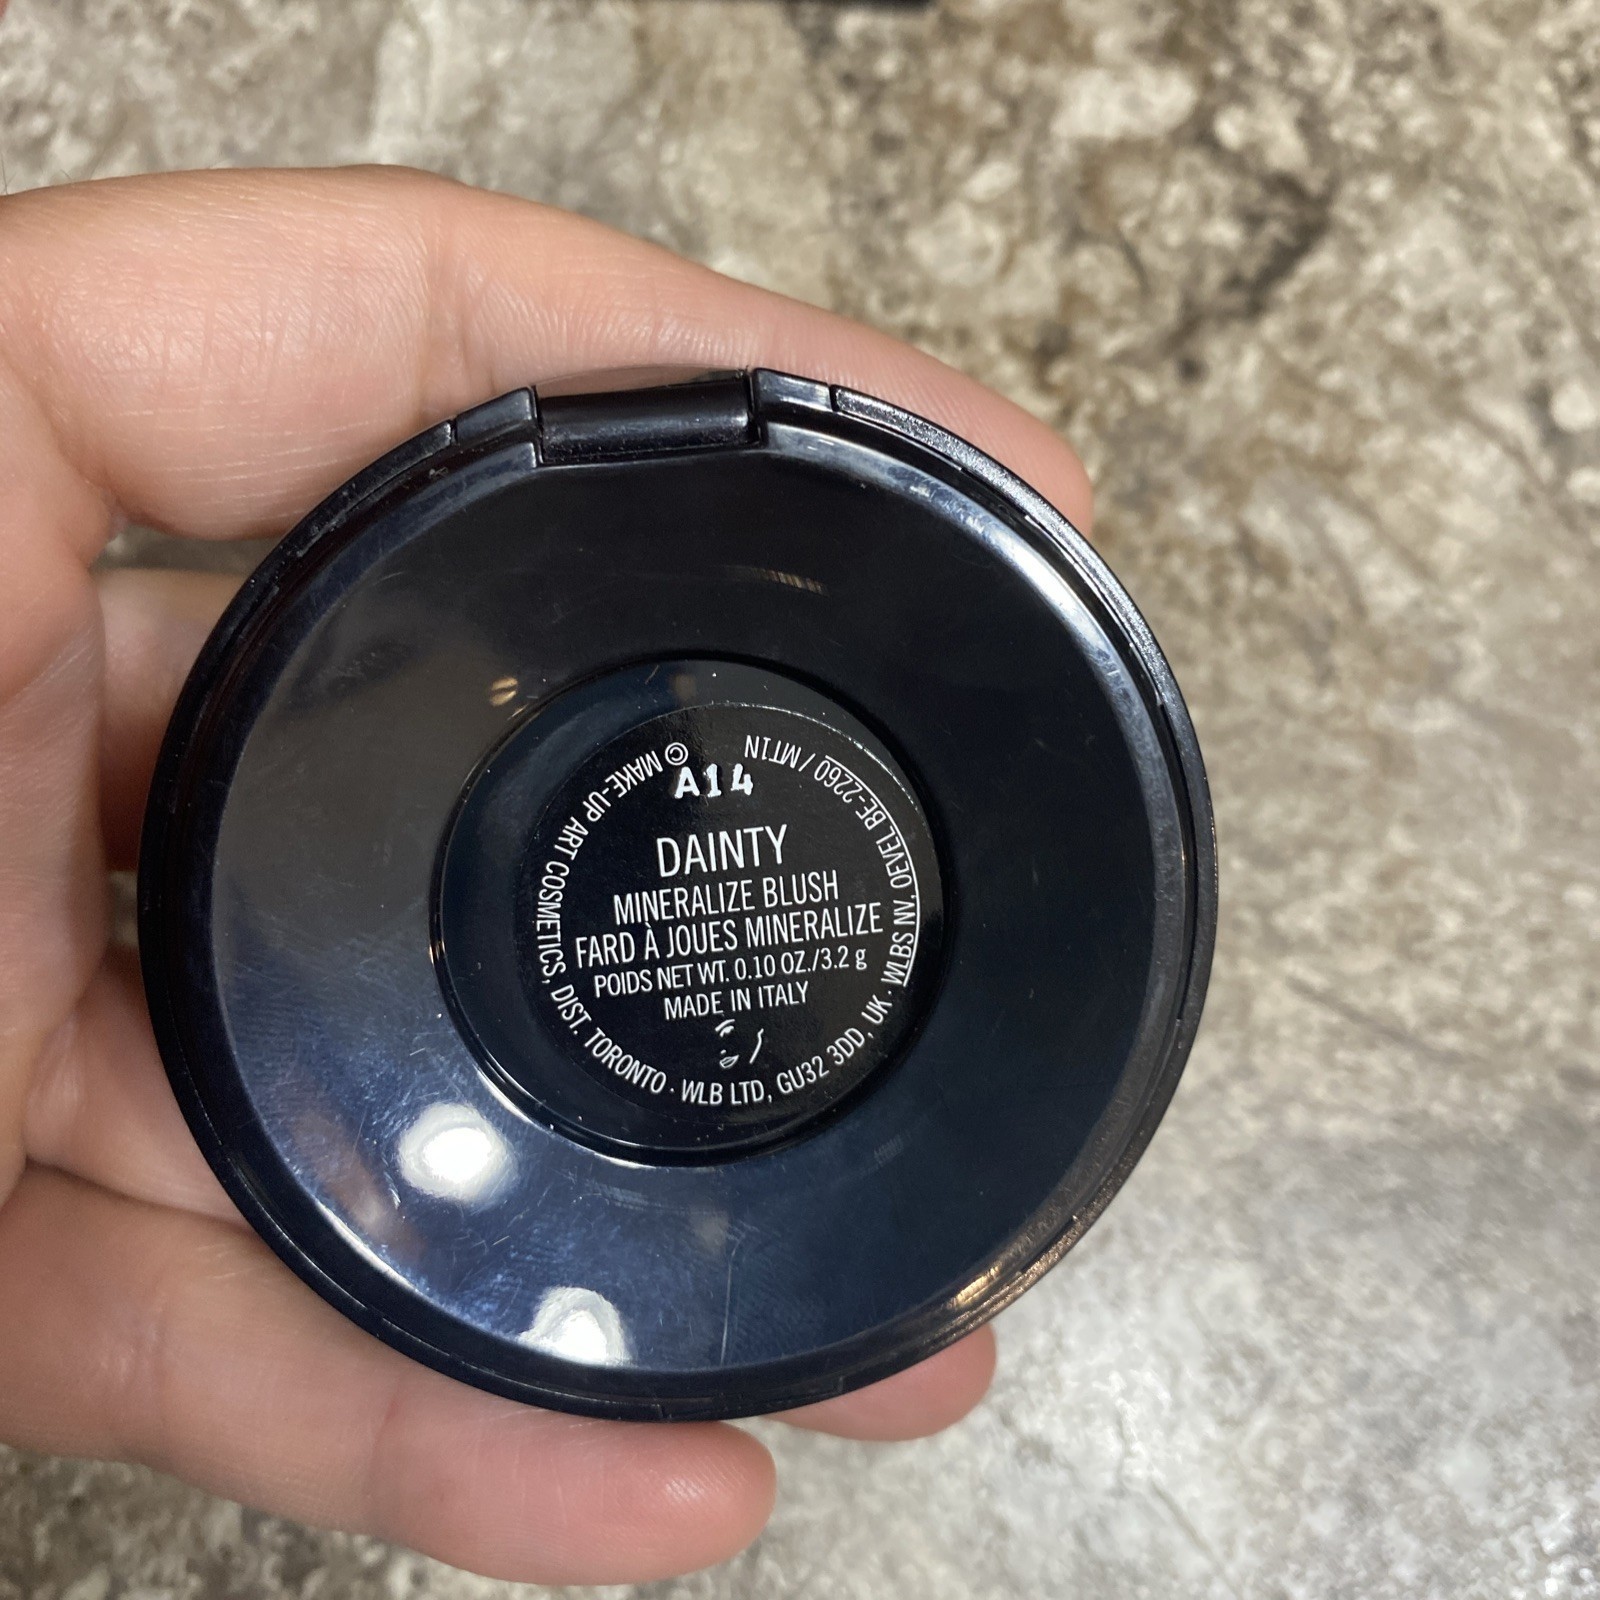 A14
DAINTY
MINERALIZE BLUSH
FARD À JOUES MINERALIZE
POIDS NET WT. 0.10 OZ./3.2 g
MADE IN ITALY
© MAKE-UP ART COSMETICS, DIST. TORONTO · WLB LTD, GU32 3DD, UK · WLBS NV. OEVEL BE-2260 / MT1N